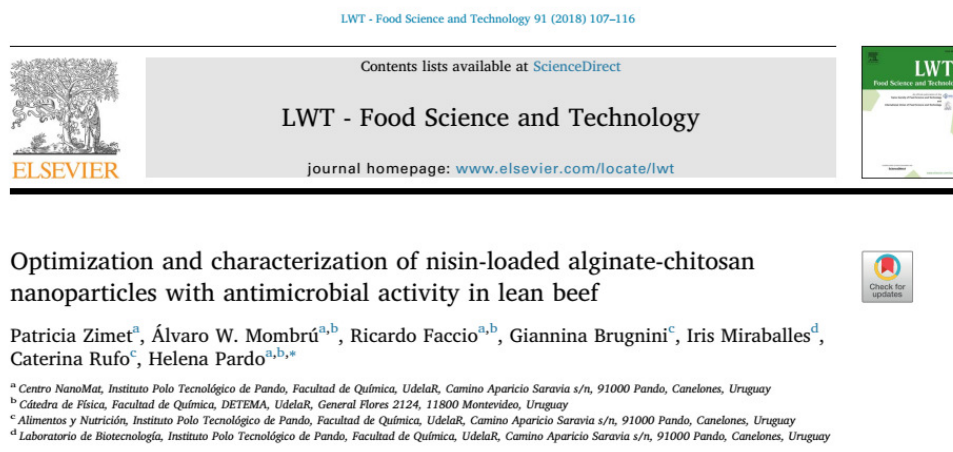 LWT - Food Science and Technology 91 (2018) 107–116
Contents lists available at ScienceDirect
LWT - Food Science and Technology
journal homepage: www.elsevier.com/locate/lwt
ELSEVIER
LWT
Food Science and Technology
Optimization and characterization of nisin-loaded alginate-chitosan
nanoparticles with antimicrobial activity in lean beef
Check for
updates
Patricia Zimetᵃ, Álvaro W. Mombrúᵃ,ᵇ, Ricardo Faccioᵃ,ᵇ, Giannina Brugniniᶜ, Iris Miraballesᵈ,
Caterina Rufoᶜ, Helena Pardoᵃ,ᵇ,*
ᵃ Centro NanoMat, Instituto Polo Tecnológico de Pando, Facultad de Química, UdelaR, Camino Aparicio Saravia s/n, 91000 Pando, Canelones, Uruguay
ᵇ Cátedra de Física, Facultad de Química, DETEMA, UdelaR, General Flores 2124, 11800 Montevideo, Uruguay
ᶜ Alimentos y Nutrición, Instituto Polo Tecnológico de Pando, Facultad de Química, UdelaR, Camino Aparicio Saravia s/n, 91000 Pando, Canelones, Uruguay
ᵈ Laboratorio de Biotecnología, Instituto Polo Tecnológico de Pando, Facultad de Química, UdelaR, Camino Aparicio Saravia s/n, 91000 Pando, Canelones, Uruguay